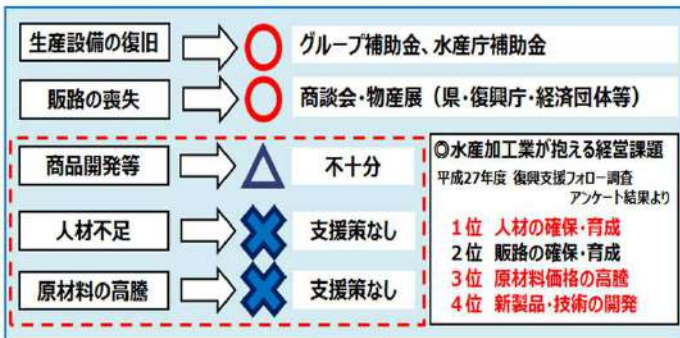 生産設備の復旧
グループ補助金、水産庁補助金
販路の喪失
商談会・物産展（県・復興庁・経済団体等）
商品開発等
不十分
人材不足
支援策なし
原材料の高騰
支援策なし
◎水産加工業が抱える経営課題
平成27年度 復興支援フォロー調査
アンケート結果より
1位 人材の確保・育成
2位 販路の確保・育成
3位 原材料価格の高騰
4位 新製品・技術の開発